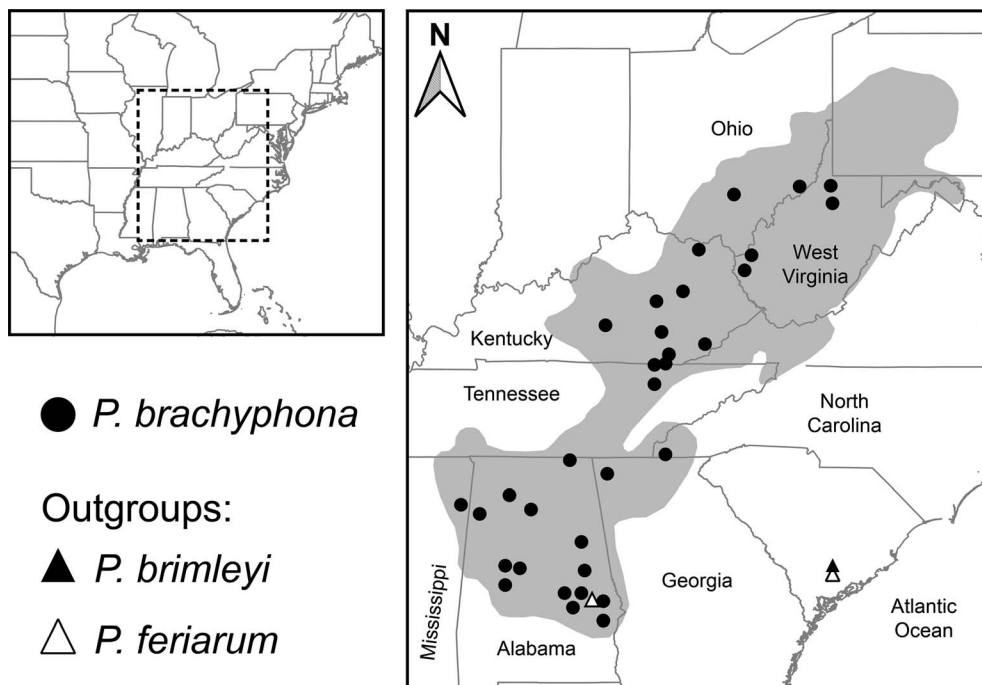 P. brachyphona
Outgroups:
P. brimleyi
P. feriarum
N
Ohio
West
Virginia
Kentucky
Tennessee
North
Carolina
Mississippi
Alabama
Georgia
Atlantic
Ocean